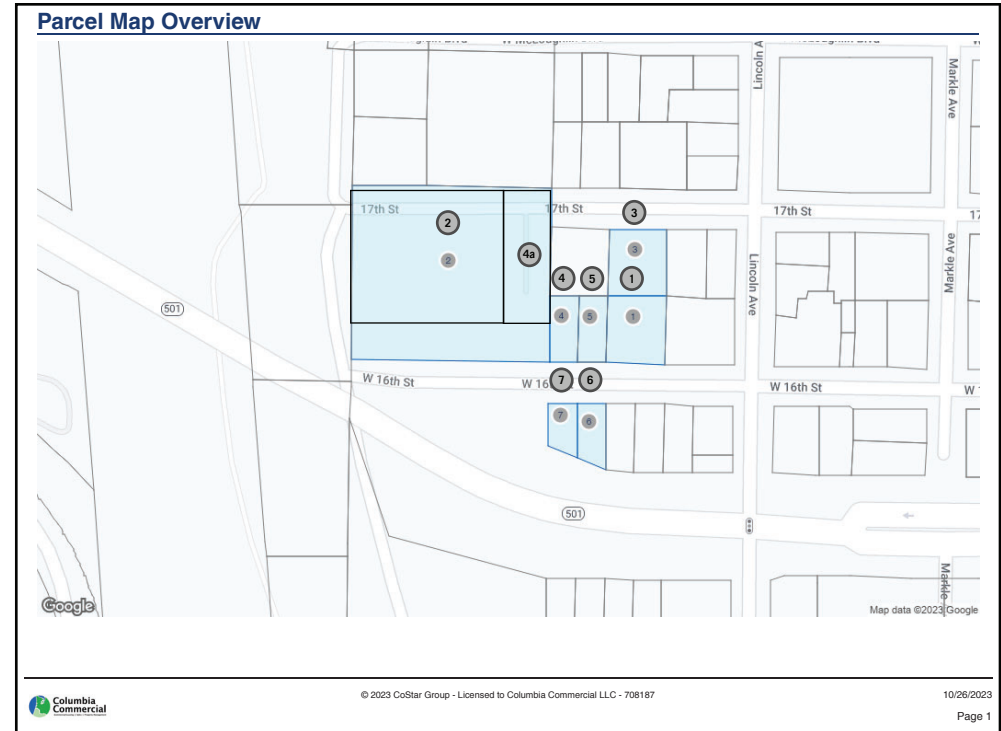 Parcel Map Overview
Lincoln A
Markle Ave
17th St
17th St
17th St
17
3
2
3
4a
2
4
5
1
Lincoln Ave
Markle Ave
501
4
5
1
W 16th St
W 16
7
6
W 16th St
W
7
6
501
Markle
Google
Map data ©2023 Google
Columbia
Commercial
© 2023 CoStar Group - Licensed to Columbia Commercial LLC - 708187
10/26/2023
Page 1